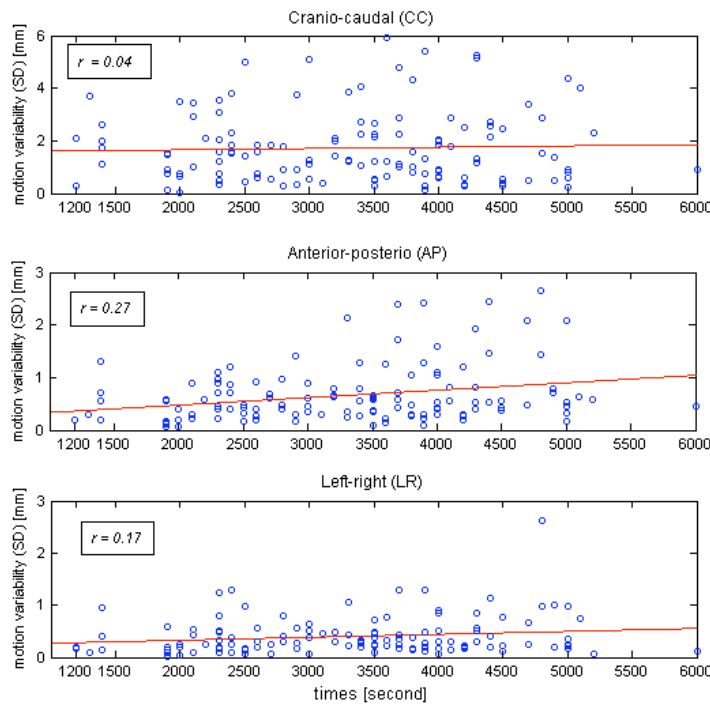 Cranio-caudal (CC)
motion variability (SD) [mm]
6
4
2
0
r = 0.04
1200 1500 2000 2500 3000 3500 4000 4500 5000 5500 6000
Anterior-posterio (AP)
motion variability (SD) [mm]
3
2
1
0
r = 0.27
1200 1500 2000 2500 3000 3500 4000 4500 5000 5500 6000
Left-right (LR)
motion variability (SD) [mm]
3
2
1
0
r = 0.17
1200 1500 2000 2500 3000 3500 4000 4500 5000 5500 6000
times [second]